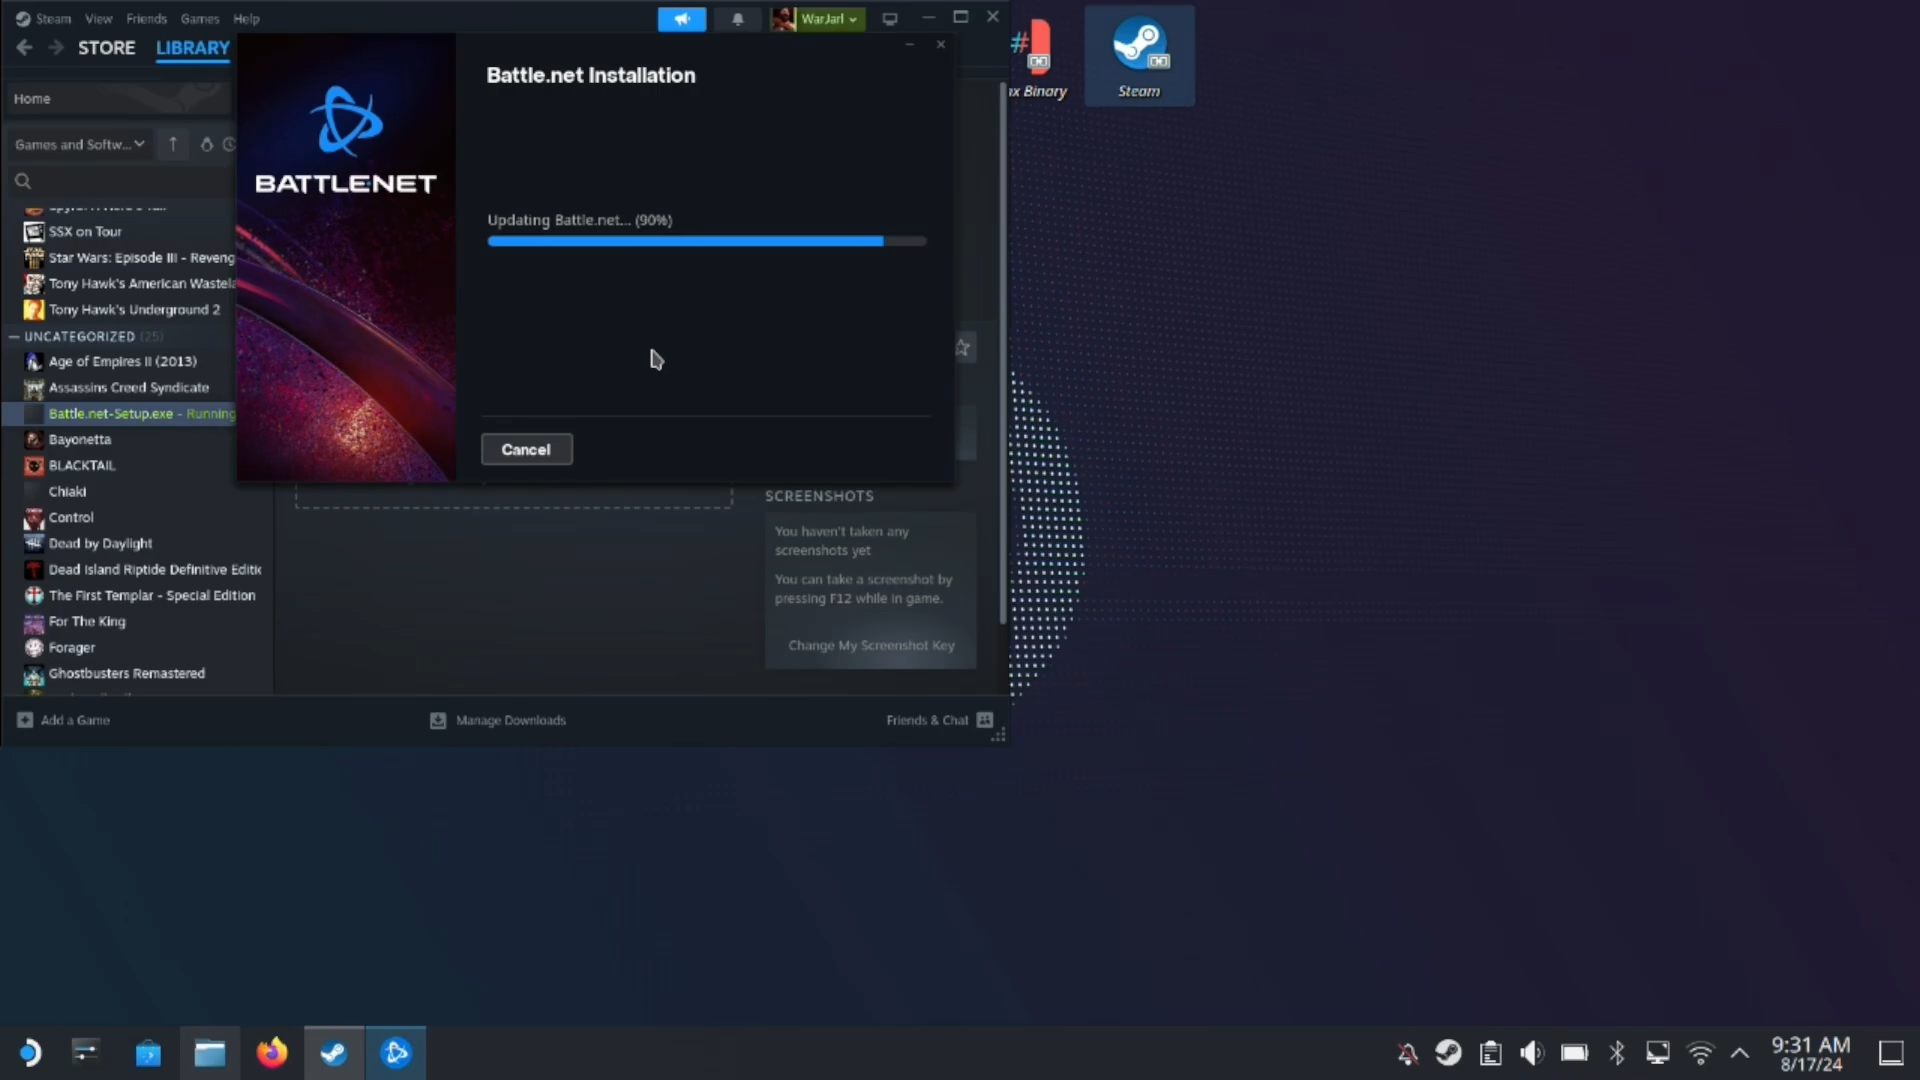 Steam View Friends Games Help
WarJarl
STORE LIBRARY
Home
Games and Softw...
SSX on Tour
Star Wars: Episode III - Reveng
Tony Hawk's American Wastela
Tony Hawk's Underground 2
UNCATEGORIZED (25)
Age of Empires II (2013)
Assassins Creed Syndicate
Battle.net-Setup.exe - Running
Bayonetta
BLACKTAIL
Chiaki
Control
Dead by Daylight
Dead Island Riptide Definitive Editic
The First Templar - Special Edition
For The King
Forager
Ghostbusters Remastered
Battle.net Installation
BATTLE.NET
Updating Battle.net... (90%)
Cancel
SCREENSHOTS
You haven't taken any
screenshots yet
You can take a screenshot by
pressing F12 while in game.
Change My Screenshot Key
Add a Game
Manage Downloads
Friends & Chat
nx Binary
Steam
9:31 AM
8/17/24